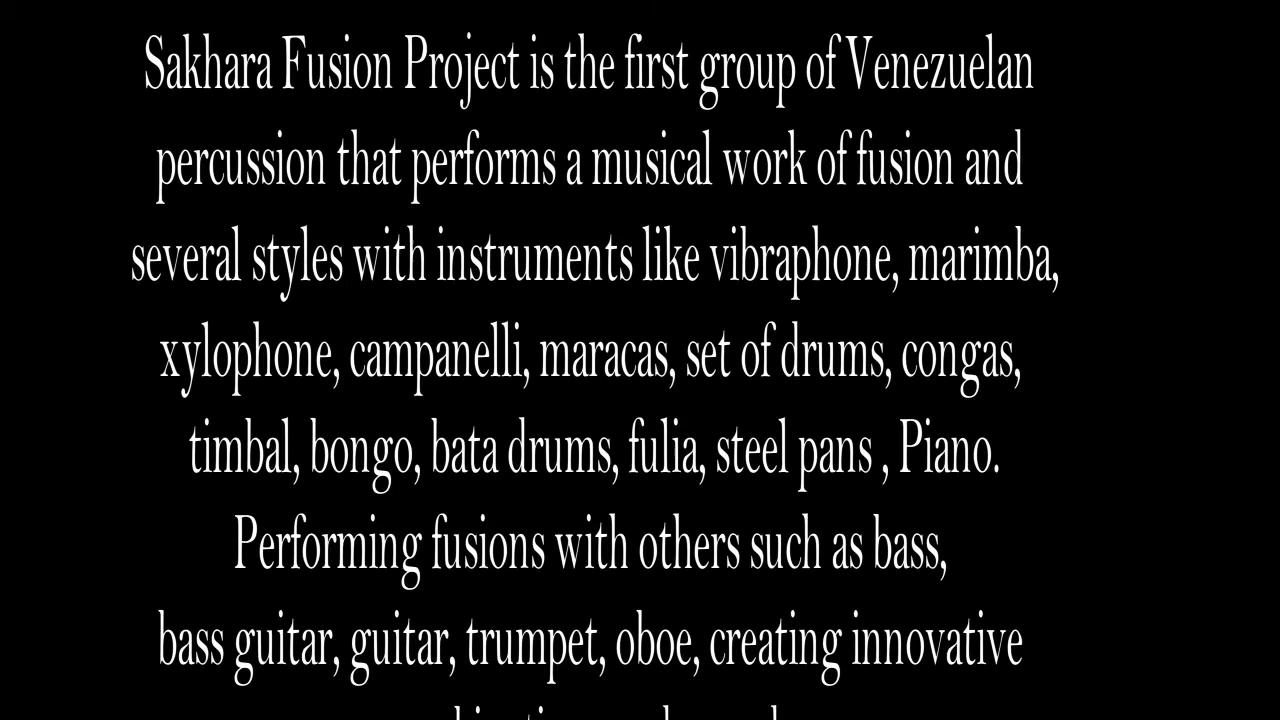 Sakhara Fusion Project is the first group of Venezuelan
percussion that performs a musical work of fusion and
several styles with instruments like vibraphone, marimba,
xylophone, campanelli, maracas, set of drums, congas,
timbal, bongo, bata drums, fulia, steel pans , Piano.
Performing fusions with others such as bass,
bass guitar, guitar, trumpet, oboe, creating innovative